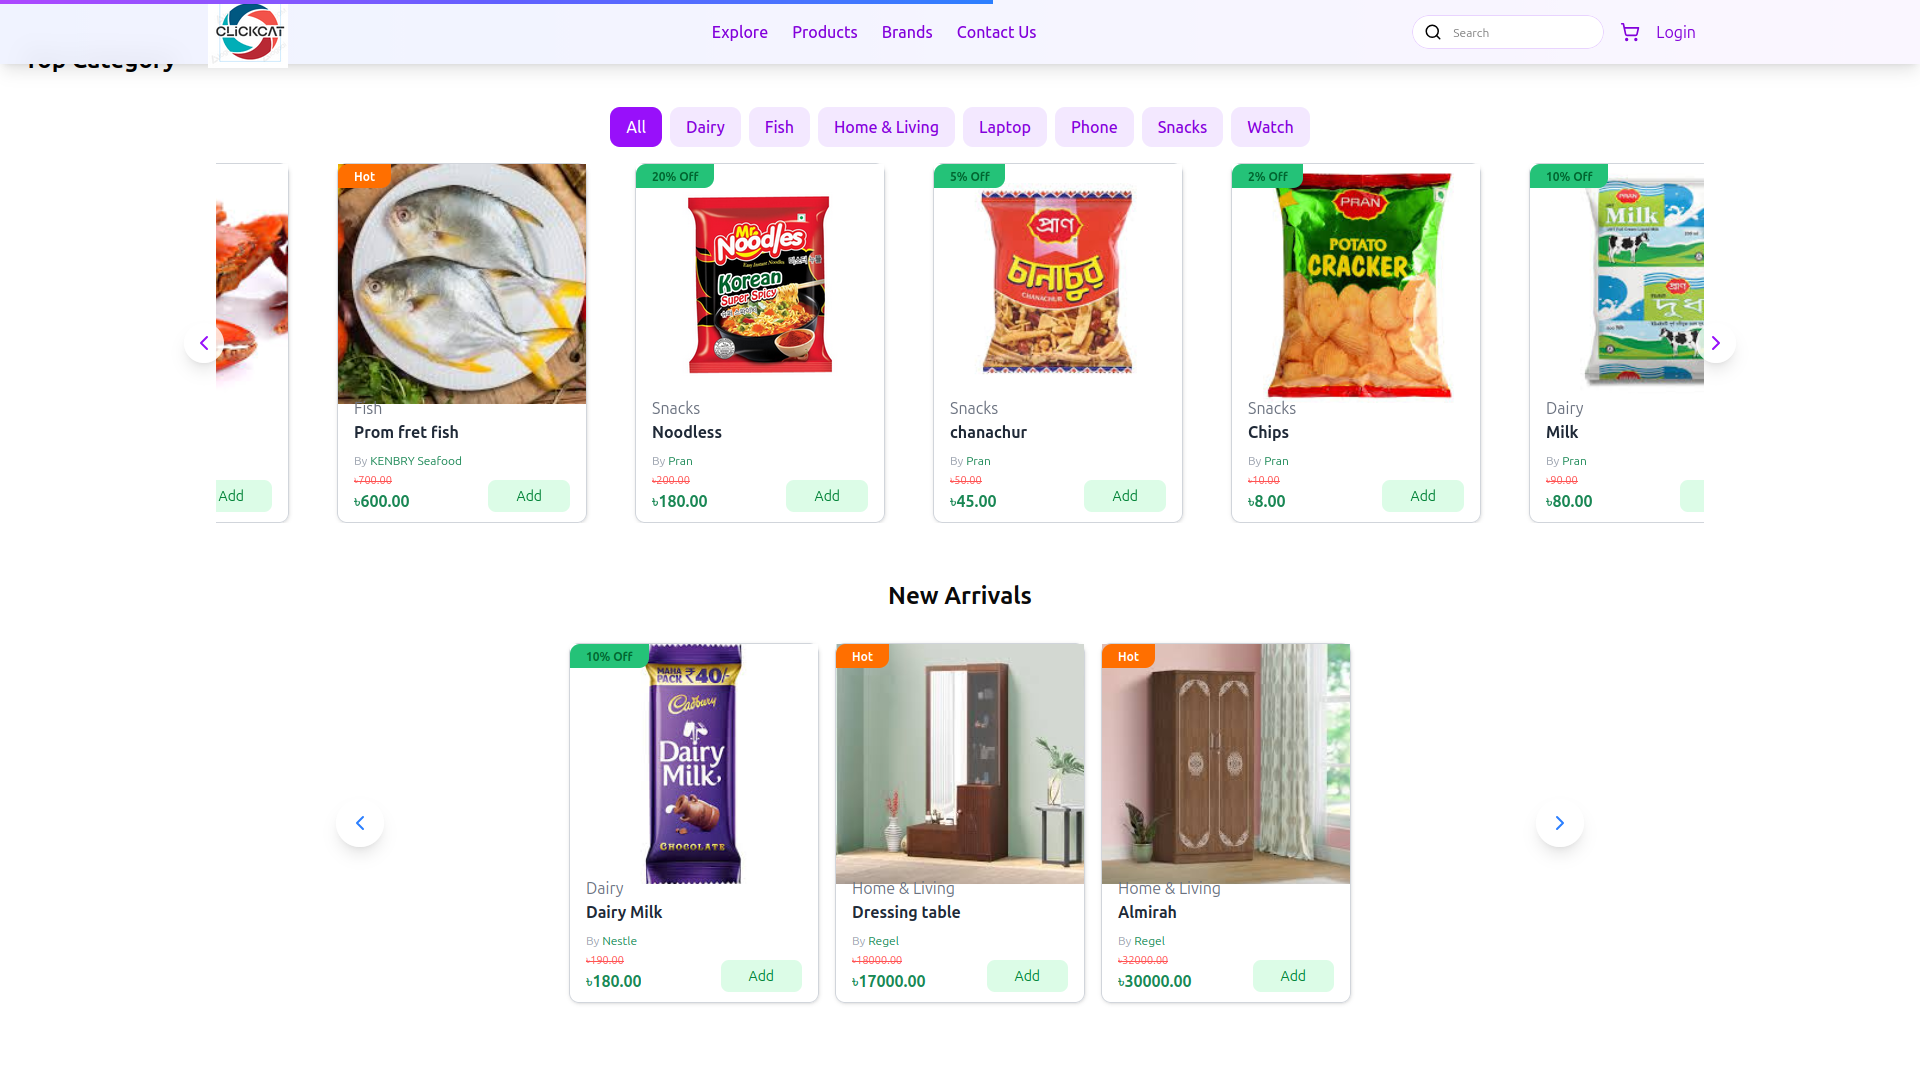 CLiCKCAT
Explore
Products
Brands
Contact Us
Search
Login
Top Category
All
Dairy
Fish
Home & Living
Laptop
Phone
Snacks
Watch
Add
Hot
Fish
Prom fret fish
By KENBRY Seafood
৳700.00
৳600.00
Add
20% Off
Mr. Noodles
Korean
Super Spicy
Snacks
Noodless
By Pran
৳200.00
৳180.00
Add
5% Off
প্রাণ
চানাচুর
CHANACHUR
Snacks
chanachur
By Pran
৳50.00
৳45.00
Add
2% Off
PRAN
POTATO
CRACKER
Snacks
Chips
By Pran
৳10.00
৳8.00
Add
10% Off
PRAN
Milk
প্রাণ
দুধ
Dairy
Milk
By Pran
৳90.00
৳80.00
New Arrivals
10% Off
MAHA
PACK ₹40/-
Cadbury
Dairy
Milk
CHOCOLATE
Dairy
Dairy Milk
By Nestle
৳190.00
৳180.00
Add
Hot
Home & Living
Dressing table
By Regel
৳18000.00
৳17000.00
Add
Hot
Home & Living
Almirah
By Regel
৳32000.00
৳30000.00
Add